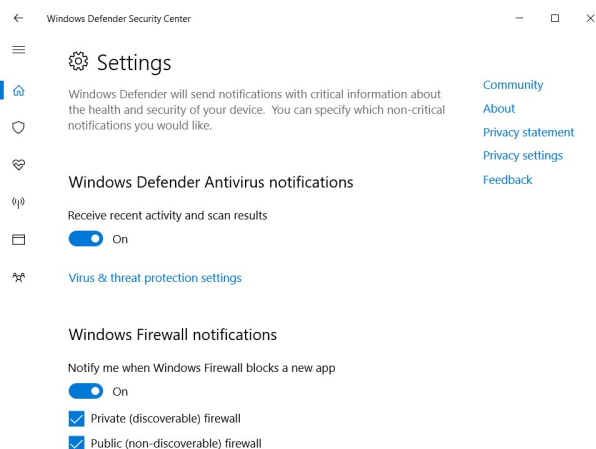 Windows Defender Security Center
Settings
Windows Defender will send notifications with critical information about
the health and security of your device. You can specify which non-critical
notifications you would like.
Windows Defender Antivirus notifications
Receive recent activity and scan results
On
Virus & threat protection settings
Windows Firewall notifications
Notify me when Windows Firewall blocks a new app
On
Private (discoverable) firewall
Public (non-discoverable) firewall
Community
About
Privacy statement
Privacy settings
Feedback